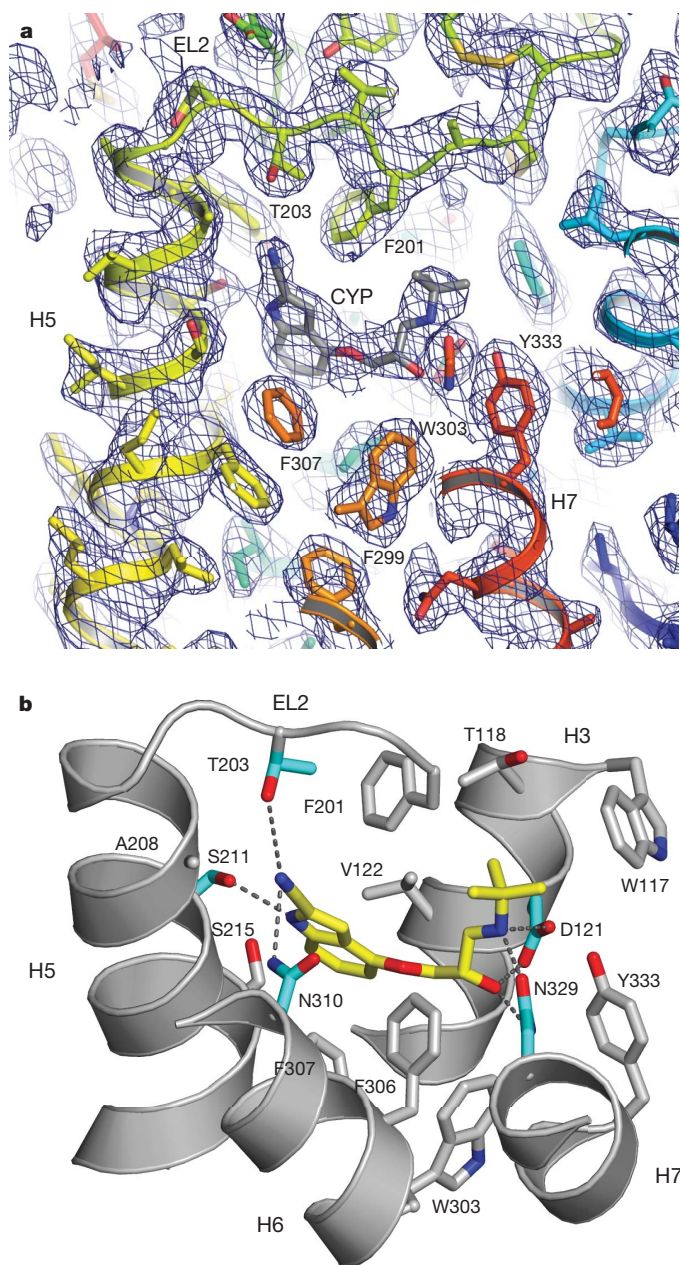 a
EL2
T203
F201
CYP
H5
Y333
W303
F307
H7
F299
b
EL2
T118
H3
T203
F201
A208
S211
V122
W117
D121
S215
H5
Y333
N310
N329
F307
F306
H7
W303
H6